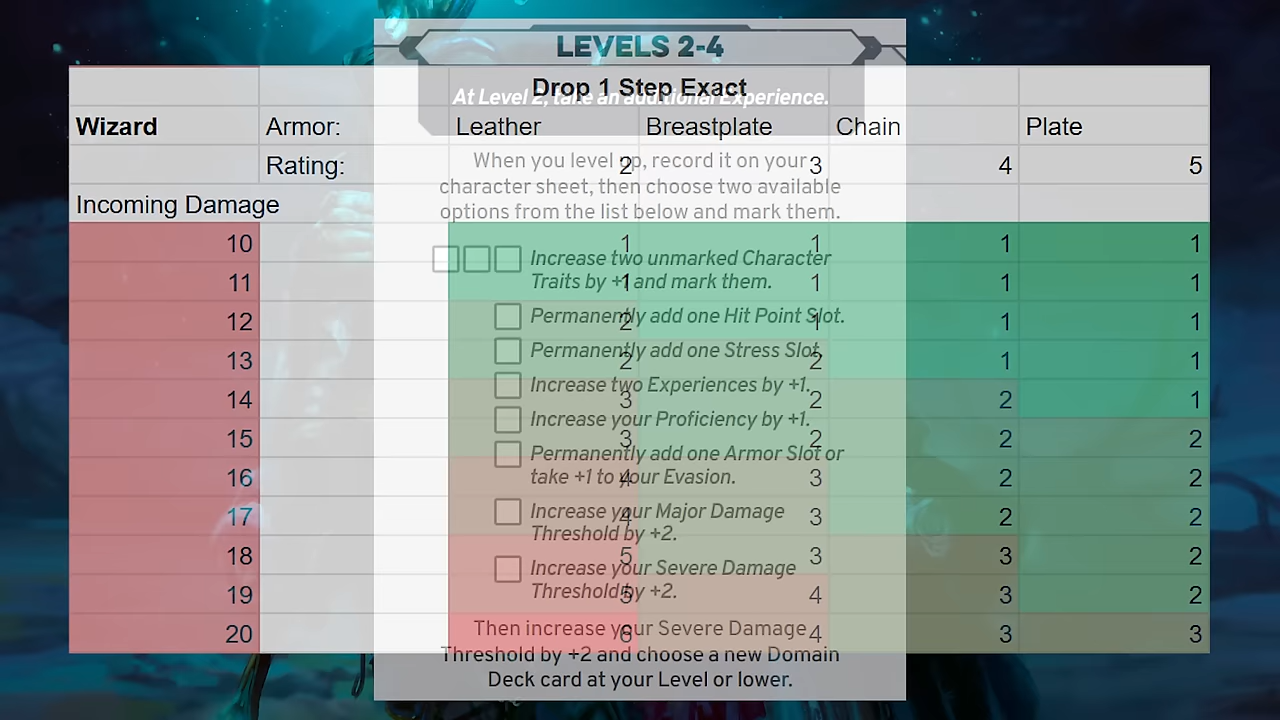 LEVELS 2-4
Drop 1 Step Exact
At Level 2, take an additional Experience.
Wizard Armor: Leather Breastplate Chain Plate
Rating: 2 3 4 5
When you level up, record it on your
character sheet, then choose two available
options from the list below and mark them.
Incoming Damage
10 1 1 1 1
11 1 1 1 1
12 2 1 1 1
13 2 2 1 1
14 3 2 2 1
15 3 2 2 2
16 4 3 2 2
17 4 3 2 2
18 5 3 3 2
19 5 4 3 2
20 6 4 3 3
Increase two unmarked Character
Traits by +1 and mark them.
Permanently add one Hit Point Slot.
Permanently add one Stress Slot.
Increase two Experiences by +1.
Increase your Proficiency by +1.
Permanently add one Armor Slot or
take +1 to your Evasion.
Increase your Major Damage
Threshold by +2.
Increase your Severe Damage
Threshold by +2.
Then increase your Severe Damage
Threshold by +2 and choose a new Domain
Deck card at your Level or lower.